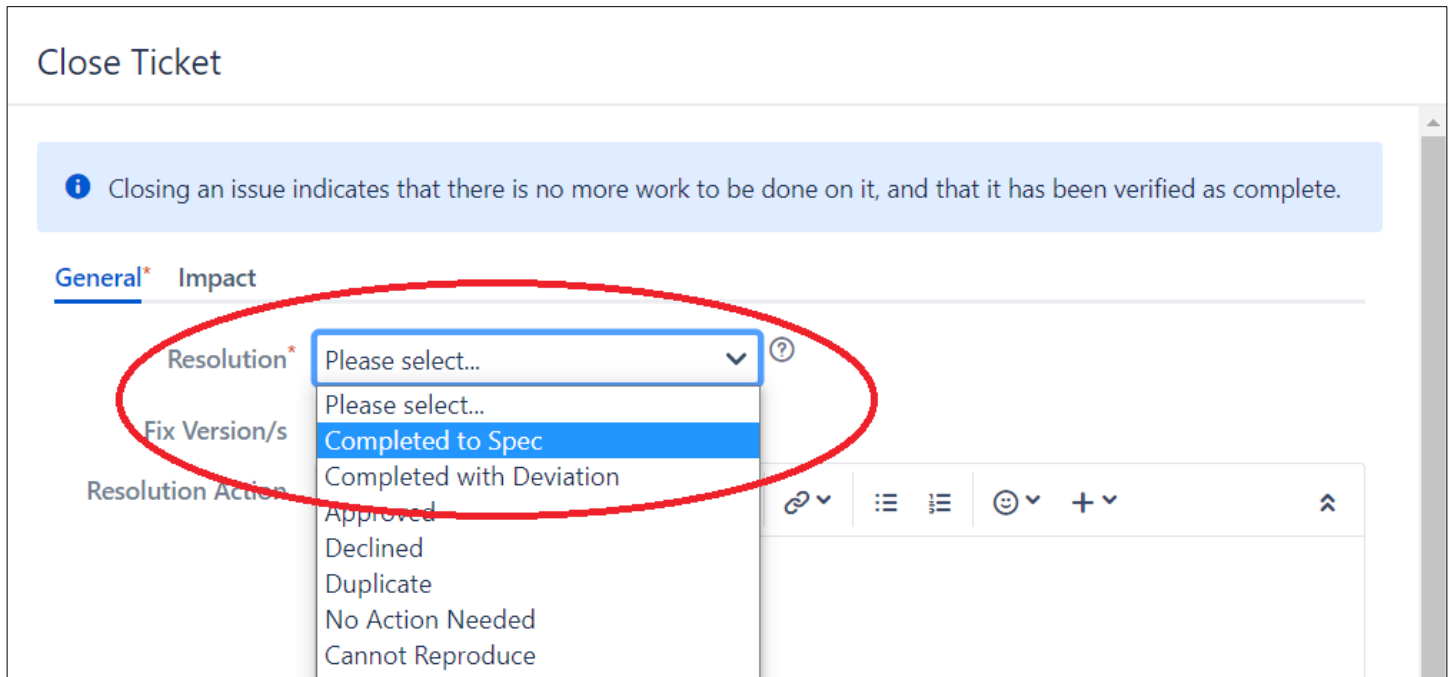 Close Ticket
Closing an issue indicates that there is no more work to be done on it, and that it has been verified as complete.
General* Impact
Resolution* Please select...
Please select...
Fix Version/s
Completed to Spec
Completed with Deviation
Resolution Action
Approved
Declined
Duplicate
No Action Needed
Cannot Reproduce